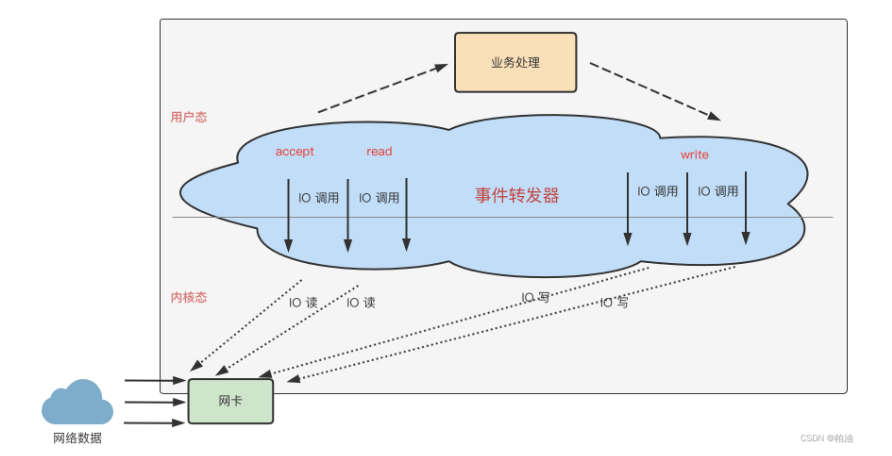 业务处理
用户态
accept
read
write
IO 调用
IO 调用
事件转发器
IO 调用
IO 调用
内核态
IO 读
IO 读
IO 写
IO 写
网卡
网络数据
CSDN @柏油